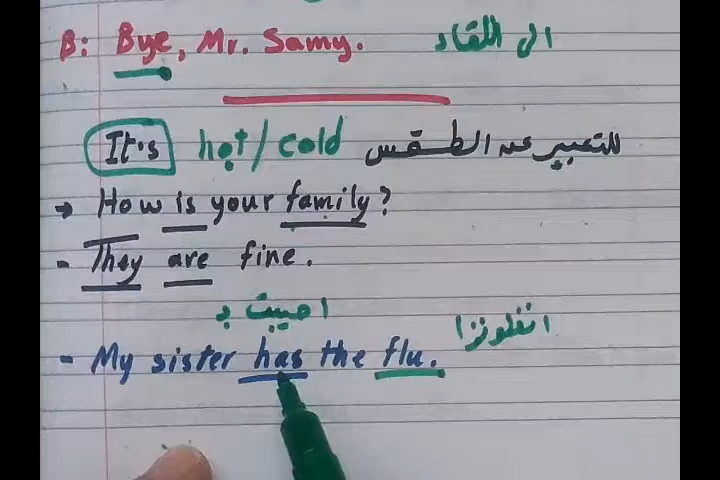 B: Bye, Mr. Samy. الى اللقاء
It's hot/cold للتعبير عن الطقس
→ How is your family?
- They are fine.
اصيبت بـ انفلونزا
- My sister has the flu.